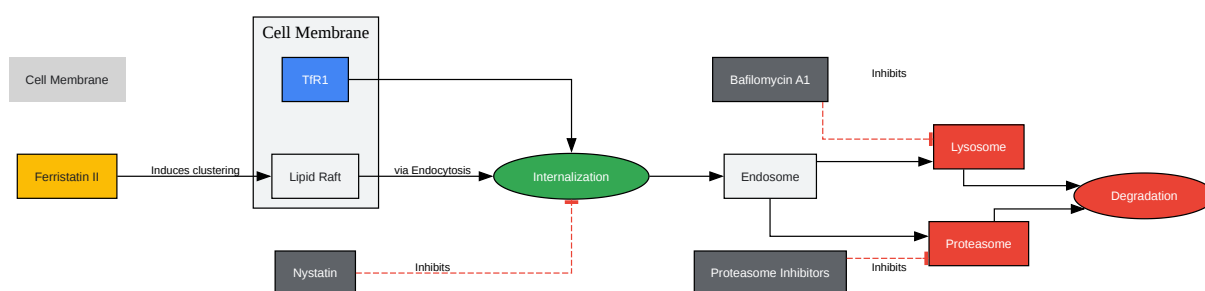 Cell Membrane
Cell Membrane
TfR1
Bafilomycin A1
Inhibits
Ferristatin II
Induces clustering
Lipid Raft
via Endocytosis
Internalization
Endosome
Lysosome
Degradation
Proteasome
Nystatin
Inhibits
Proteasome Inhibitors
Inhibits